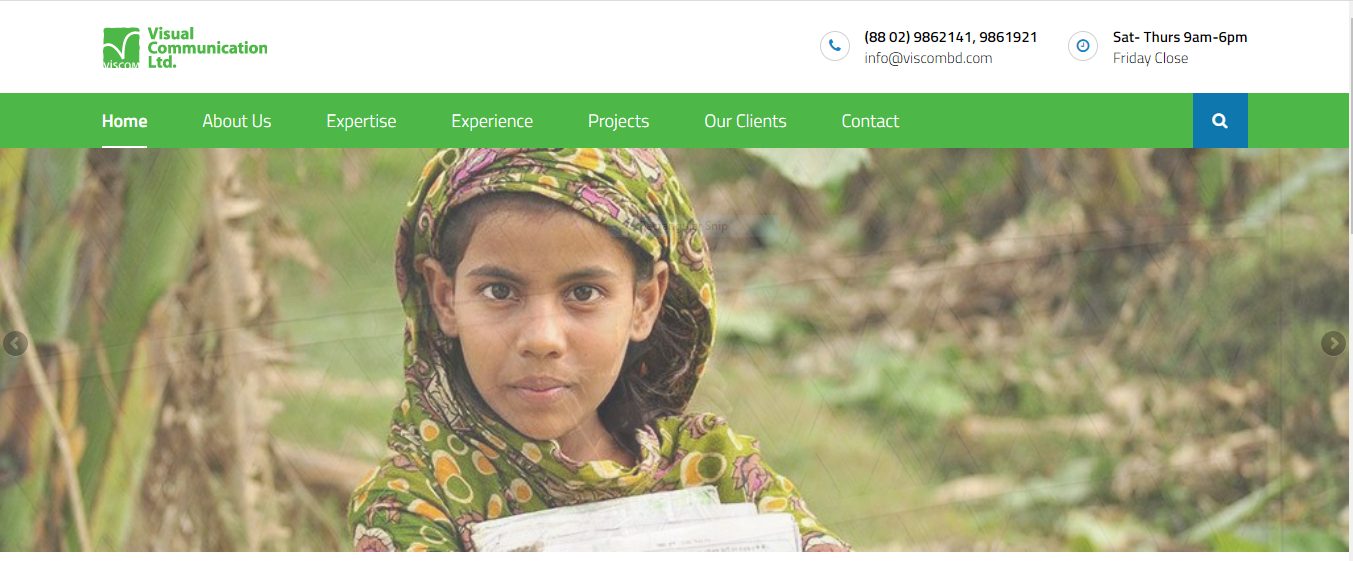 Visual
Communication
Ltd.
VISCOM
(88 02) 9862141, 9861921
info@viscombd.com
Sat- Thurs 9am-6pm
Friday Close
Home
About Us
Expertise
Experience
Projects
Our Clients
Contact
Snip